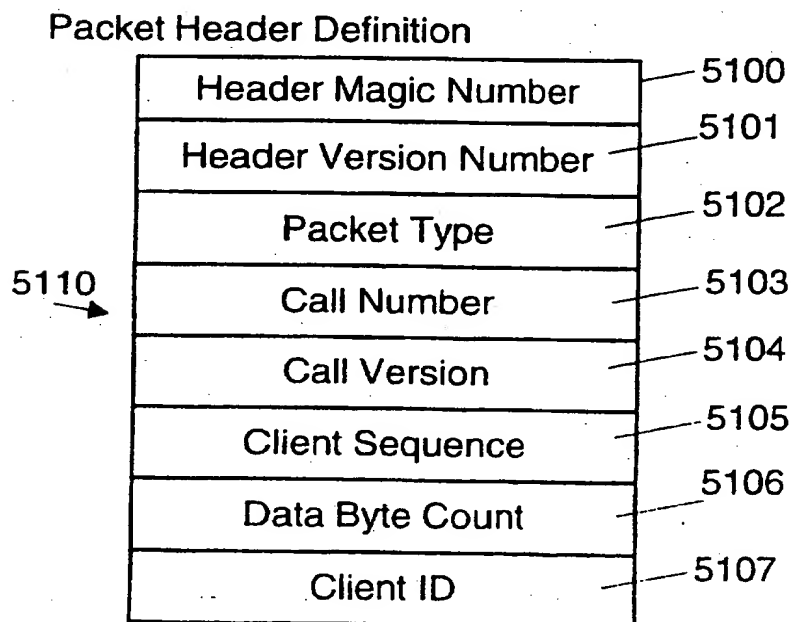 Packet Header Definition
Header Magic Number 5100
Header Version Number 5101
Packet Type 5102
5110 Call Number 5103
Call Version 5104
Client Sequence 5105
Data Byte Count 5106
Client ID 5107